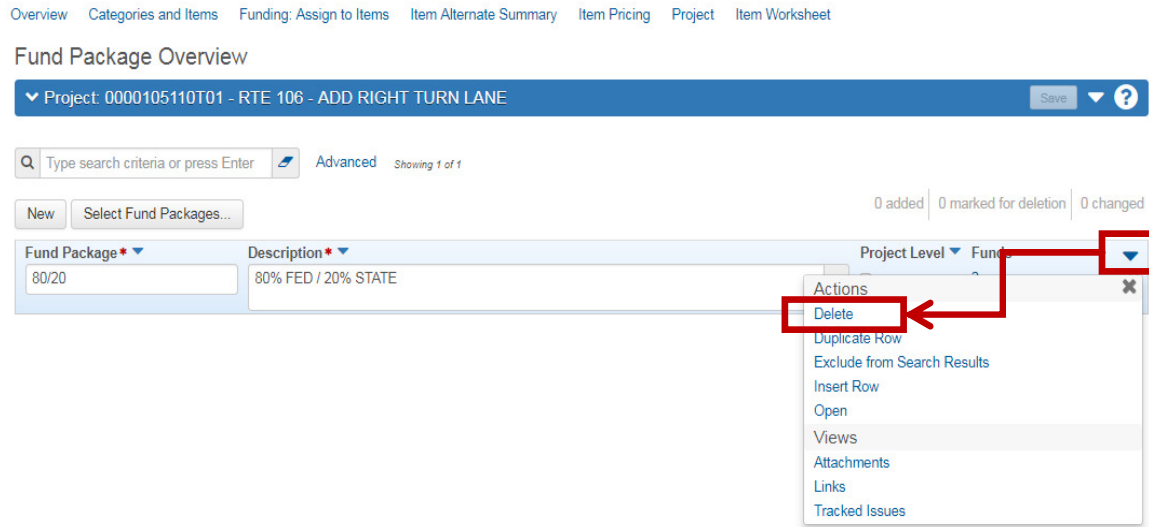 Overview Categories and Items Funding: Assign to Items Item Alternate Summary Item Pricing Project Item Worksheet
Fund Package Overview
Project: 0000105110T01 - RTE 106 - ADD RIGHT TURN LANE Save ?
Type search criteria or press Enter Advanced Showing 1 of 1
0 added 0 marked for deletion 0 changed
New Select Fund Packages...
Fund Package* Description* Project Level Funds
80/20 80% FED / 20% STATE
Actions
Delete
Duplicate Row
Exclude from Search Results
Insert Row
Open
Views
Attachments
Links
Tracked Issues